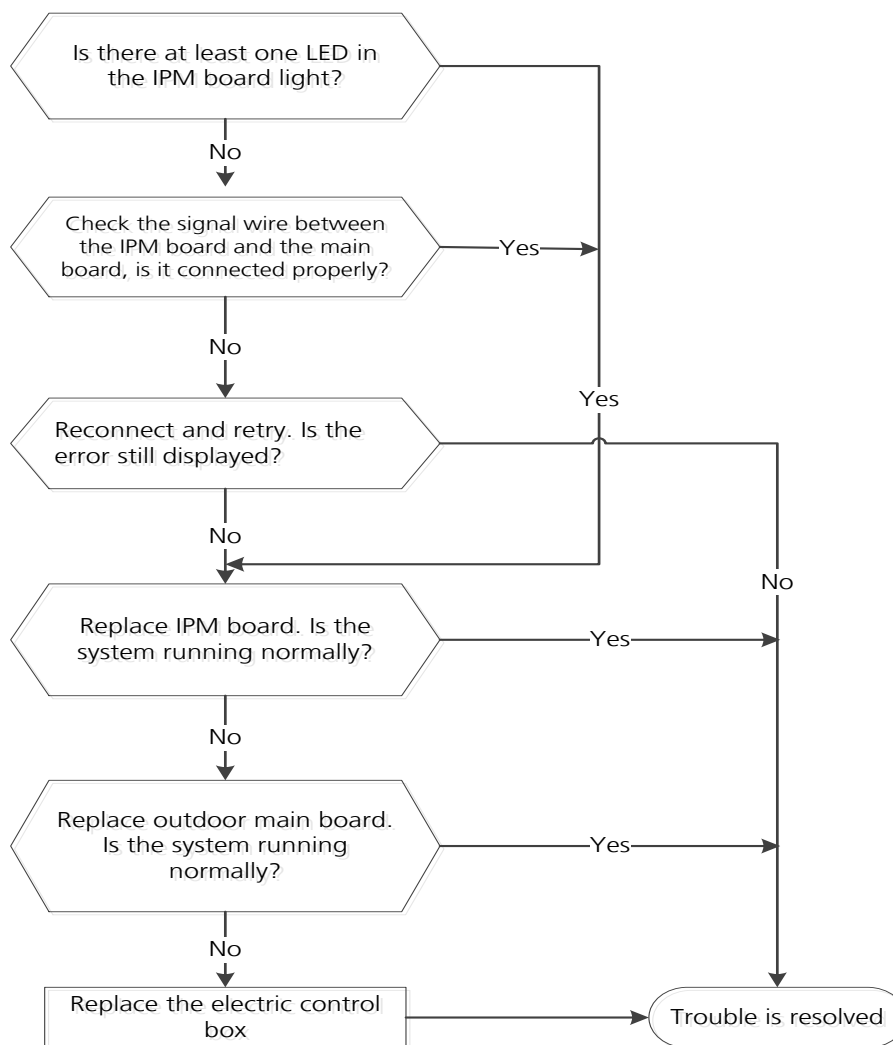 Is there at least one LED in
the IPM board light?
No
Check the signal wire between
the IPM board and the main
board, is it connected properly?
Yes
No
Yes
Reconnect and retry. Is the
error still displayed?
No
No
Replace IPM board. Is the
system running normally?
Yes
No
Replace outdoor main board.
Is the system running
normally?
Yes
No
Replace the electric control
box
Trouble is resolved